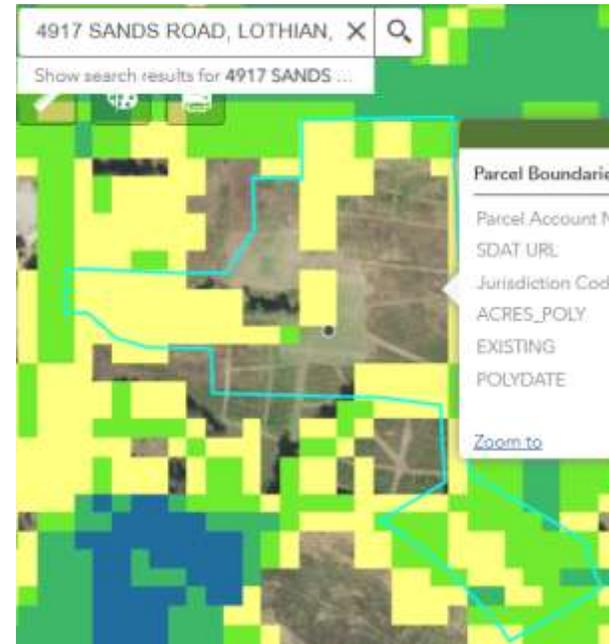 4917 SANDS ROAD, LOTHIAN,
Show search results for 4917 SANDS ...
Parcel Boundarie
Parcel Account N
SDAT URL
Jurisdiction Cod
ACRES_POLY
EXISTING
POLYDATE
Zoom to